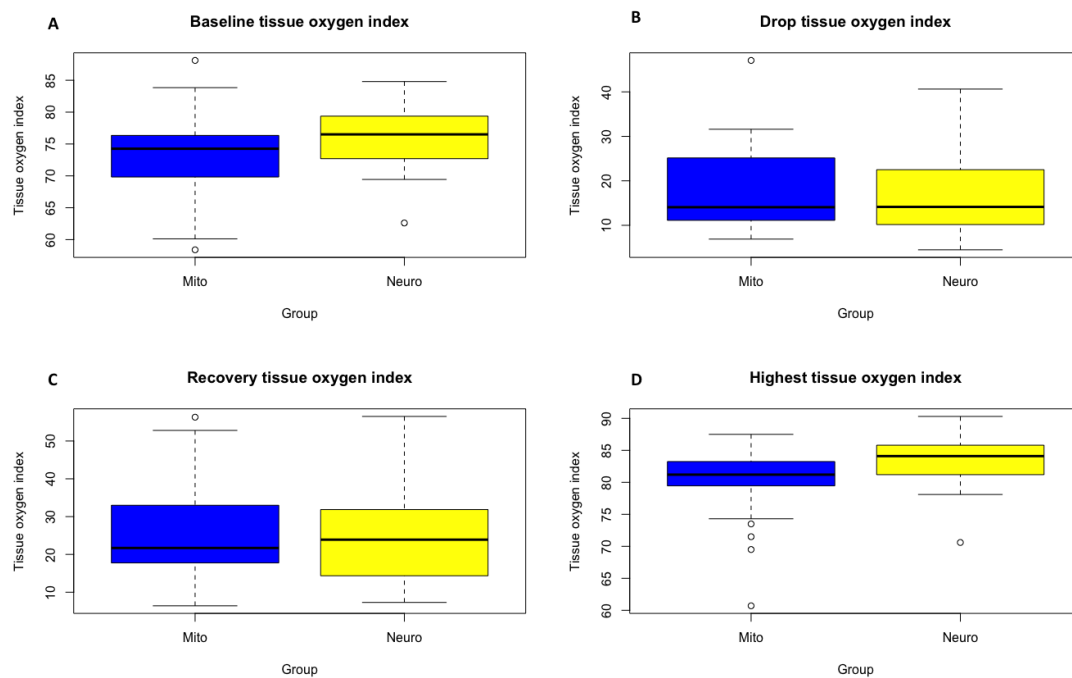 A
Baseline tissue oxygen index
Tissue oxygen index
85
80
75
70
65
60
Mito Neuro
Group
B
Drop tissue oxygen index
Tissue oxygen index
40
30
20
10
Mito Neuro
Group
C
Recovery tissue oxygen index
Tissue oxygen index
50
40
30
20
10
Mito Neuro
Group
D
Highest tissue oxygen index
Tissue oxygen index
90
85
80
75
70
65
60
Mito Neuro
Group